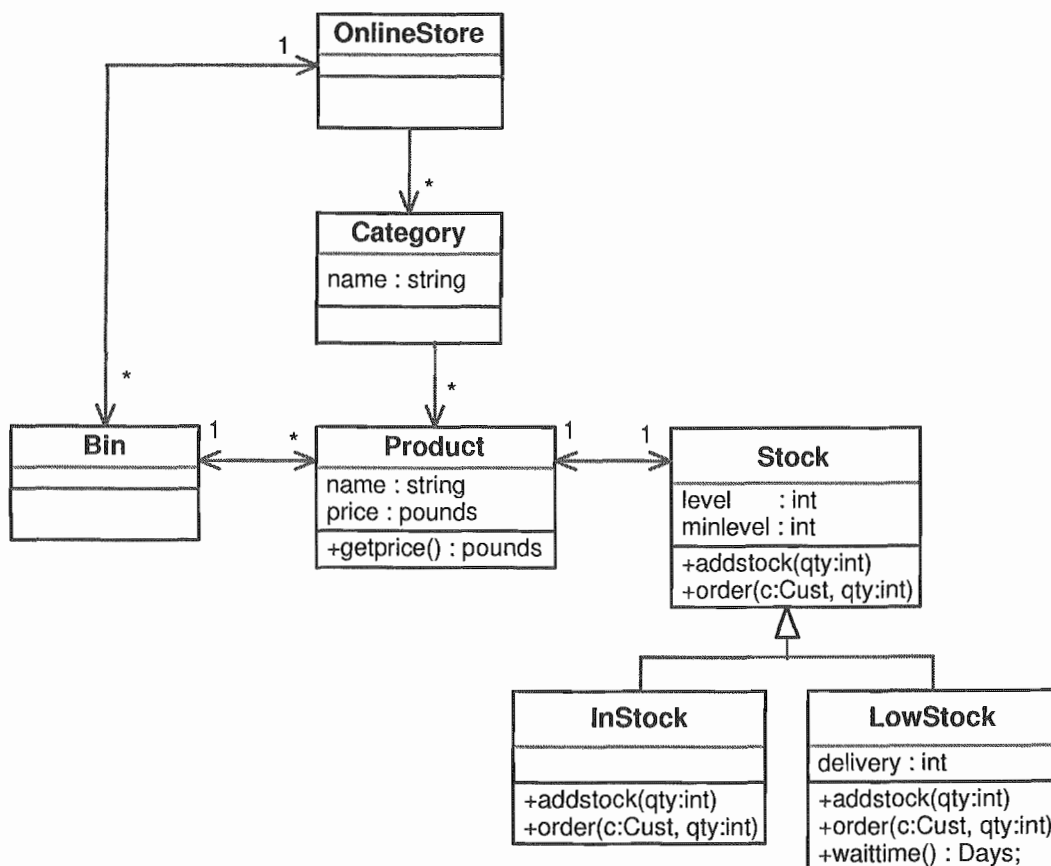 OnlineStore
1
*
Category
name : string
*
*
Bin
1
*
Product
name : string
price : pounds
+getprice() : pounds
1
1
Stock
level : int
minlevel : int
+addstock(qty:int)
+order(c:Cust, qty:int)
InStock
+addstock(qty:int)
+order(c:Cust, qty:int)
LowStock
delivery : int
+addstock(qty:int)
+order(c:Cust, qty:int)
+waittime() : Days;